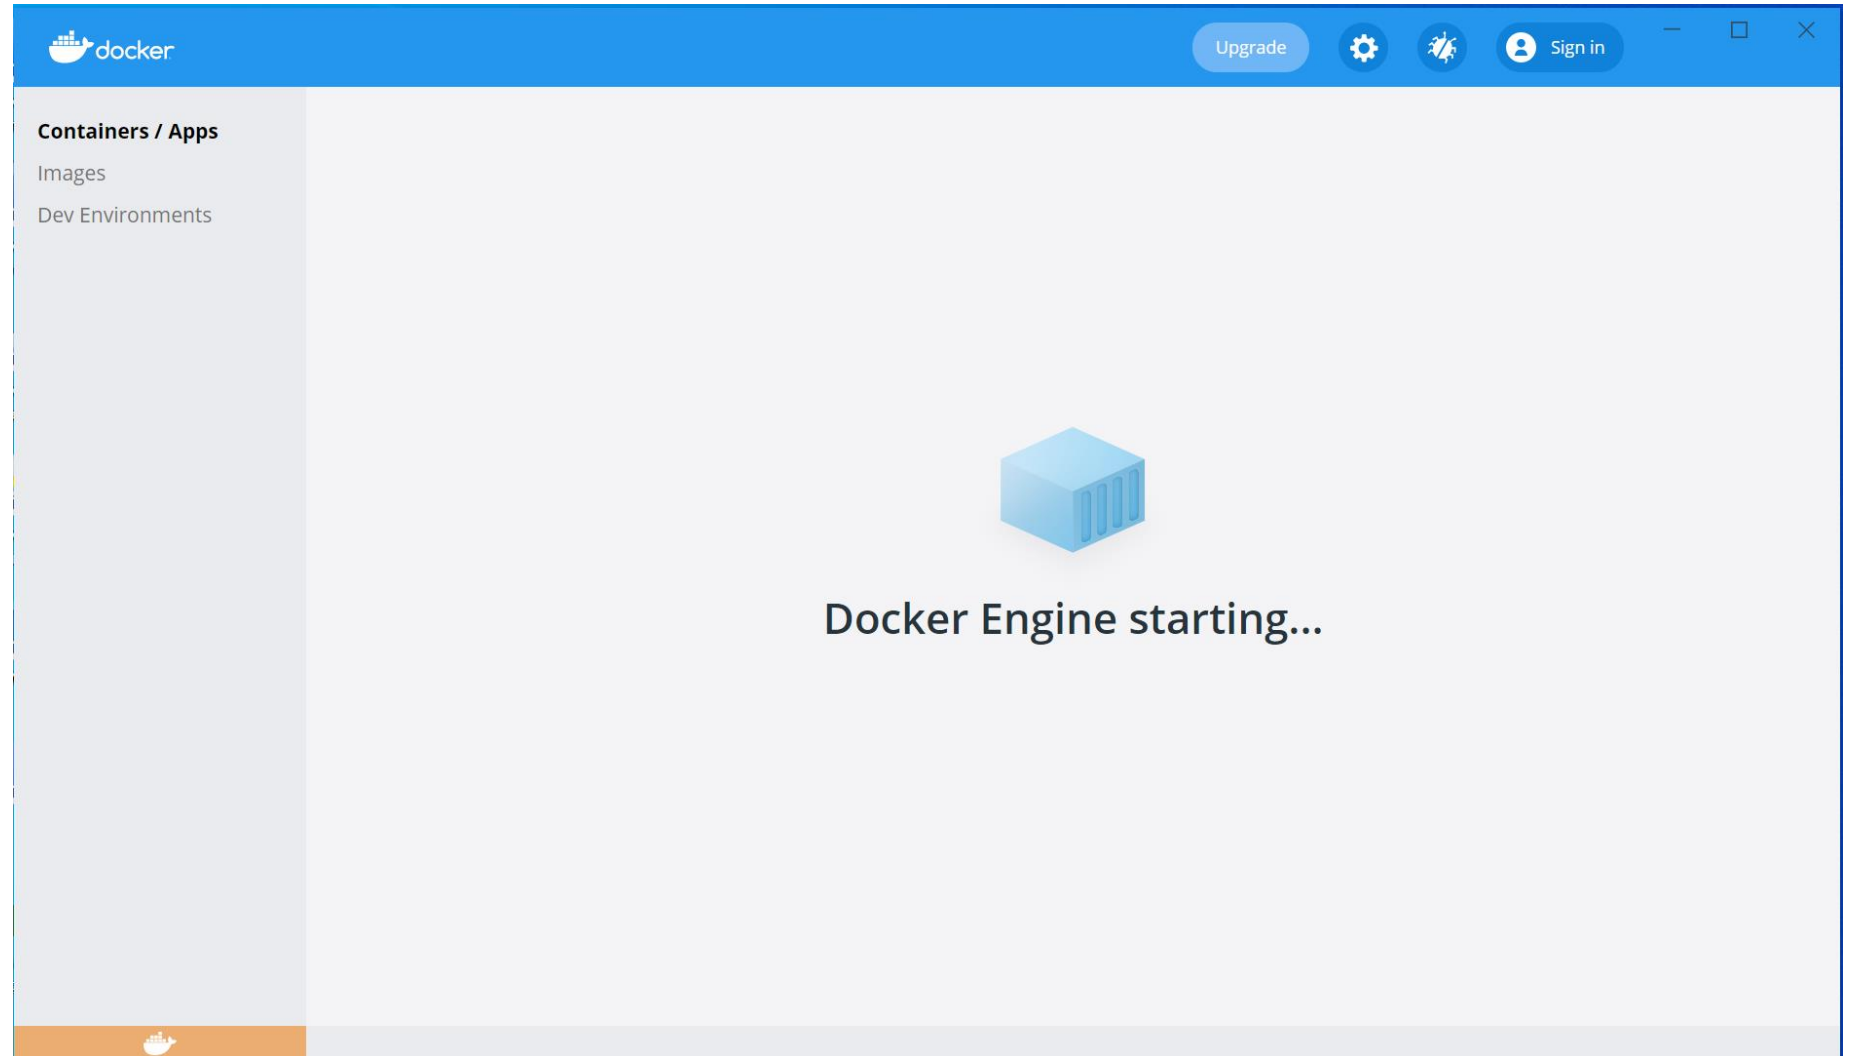 docker
Upgrade
Sign in
Containers / Apps
Images
Dev Environments
Docker Engine starting...